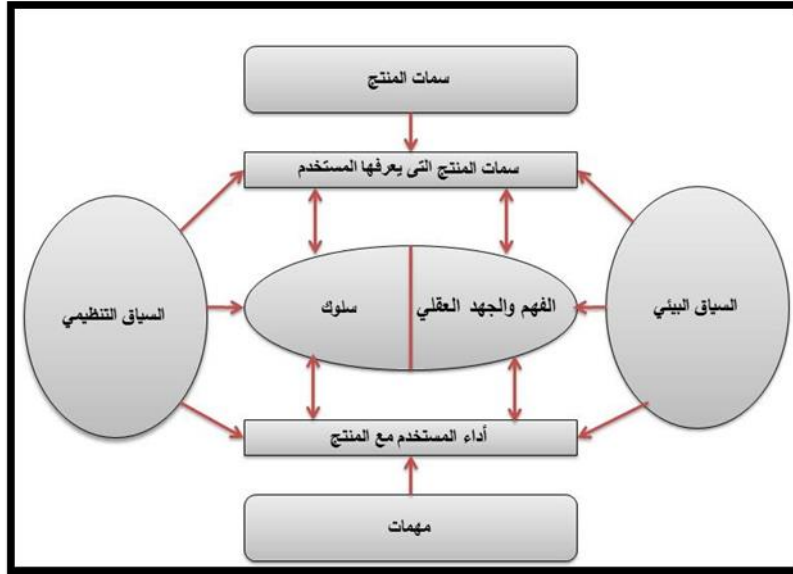 سمات المنتج
سمات المنتج التى يعرفها المستخدم
السياق البيئي
الفهم والجهد العقلي
سلوك
السياق التنظيمي
أداء المستخدم مع المنتج
مهمات